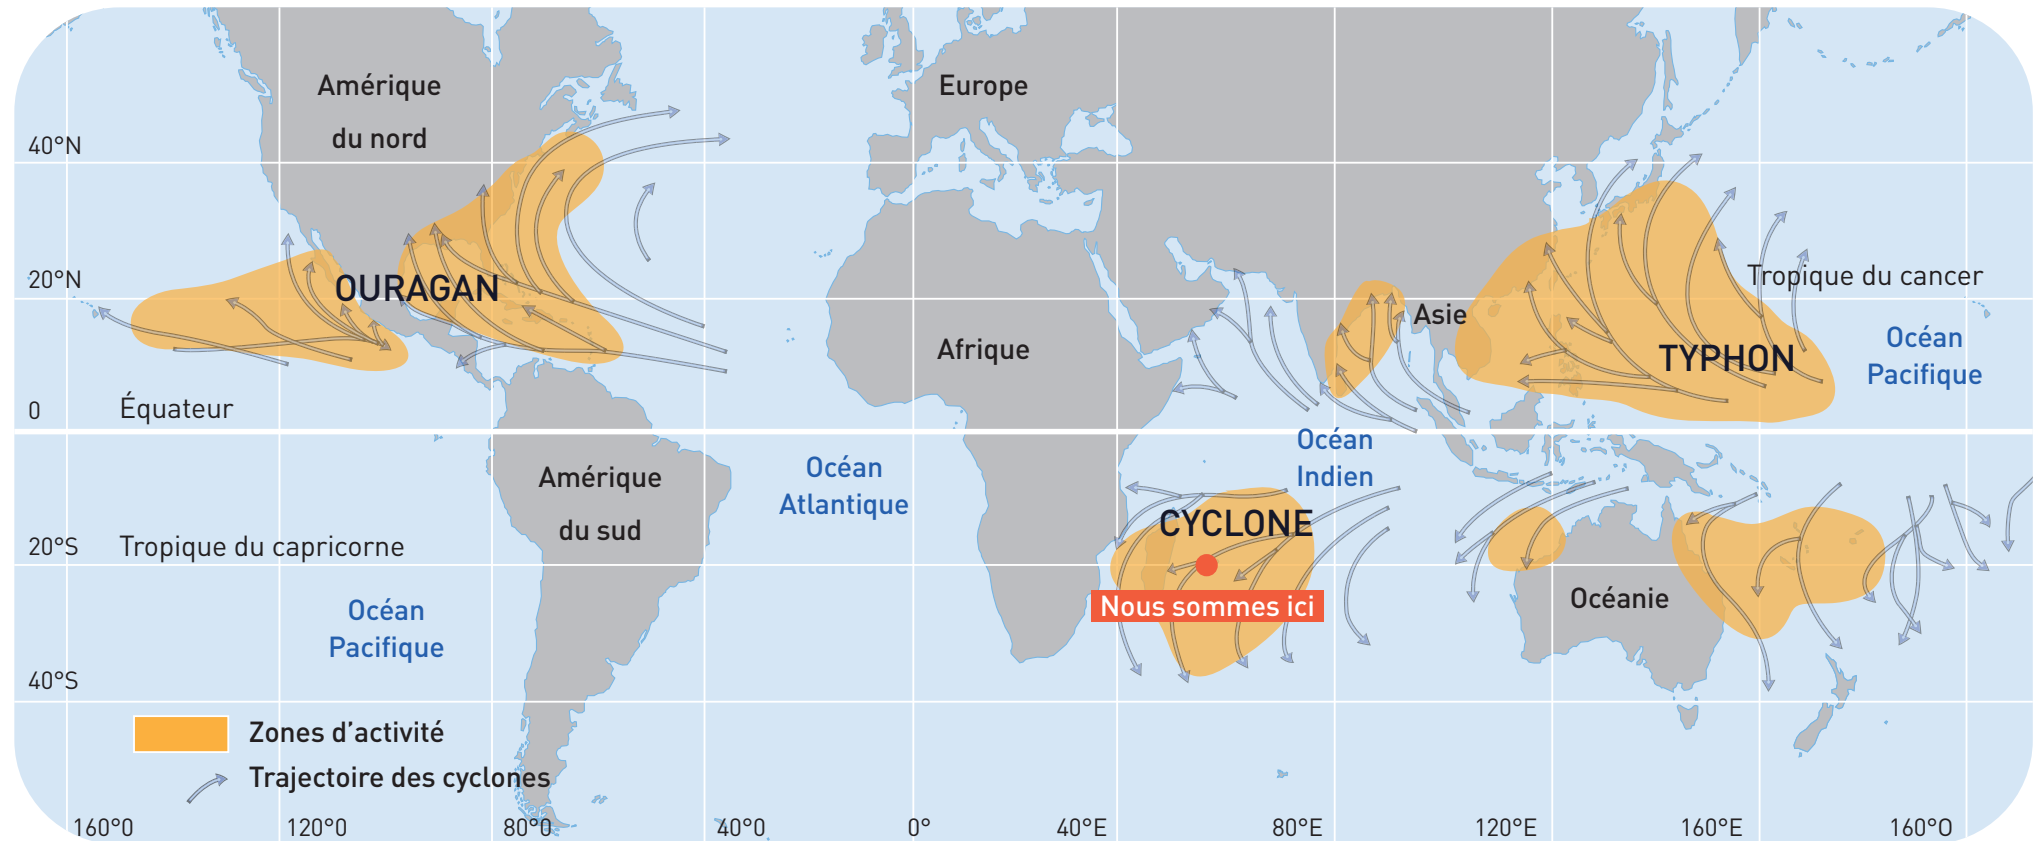 Amérique
du nord
Europe
40°N
20°N
OURAGAN
Tropique du cancer
Asie
Afrique
TYPHON
Océan
Pacifique
0
Équateur
Océan
Indien
Amérique
du sud
Océan
Atlantique
CYCLONE
20°S
Tropique du capricorne
Nous sommes ici
Océanie
Océan
Pacifique
40°S
Zones d'activité
Trajectoire des cyclones
160°O
120°O
80°O
40°O
0°
40°E
80°E
120°E
160°E
160°O